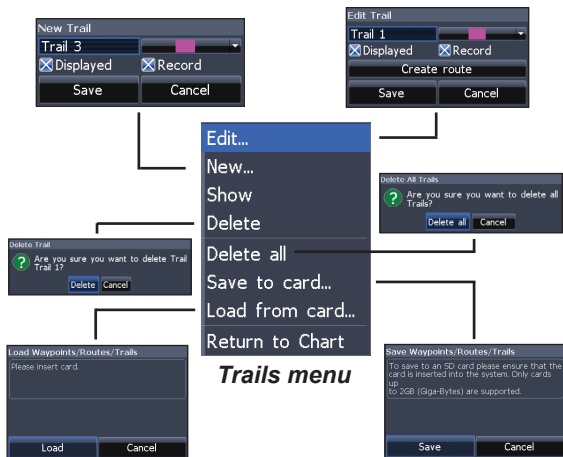 New Trail
Trail 3
Displayed Record
Save Cancel
Edit Trail
Trail 1
Displayed Record
Create route
Save Cancel
Edit...
New...
Show
Delete
Delete all
Save to card...
Load from card...
Return to Chart
Trails menu
Delete All Trails
Are you sure you want to delete all
Trails?
Delete all Cancel
Delete Trail
Are you sure you want to delete Trail
Trail 1?
Delete Cancel
Load Waypoints/Routes/Trails
Please insert card.
Load Cancel
Save Waypoints/Routes/Trails
To save to an SD card please ensure that the
card is inserted into the system. Only cards
up
to 2GB (Giga-Bytes) are supported.
Save Cancel